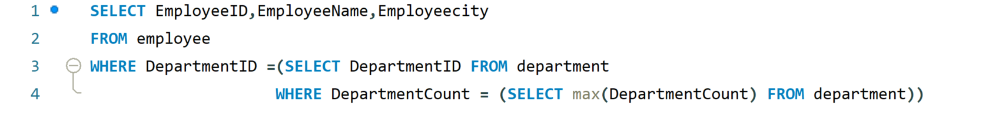 1 SELECT EmployeeID,EmployeeName,Employeecity
2 FROM employee
3 WHERE DepartmentID =(SELECT DepartmentID FROM department
4 WHERE DepartmentCount = (SELECT max(DepartmentCount) FROM department))